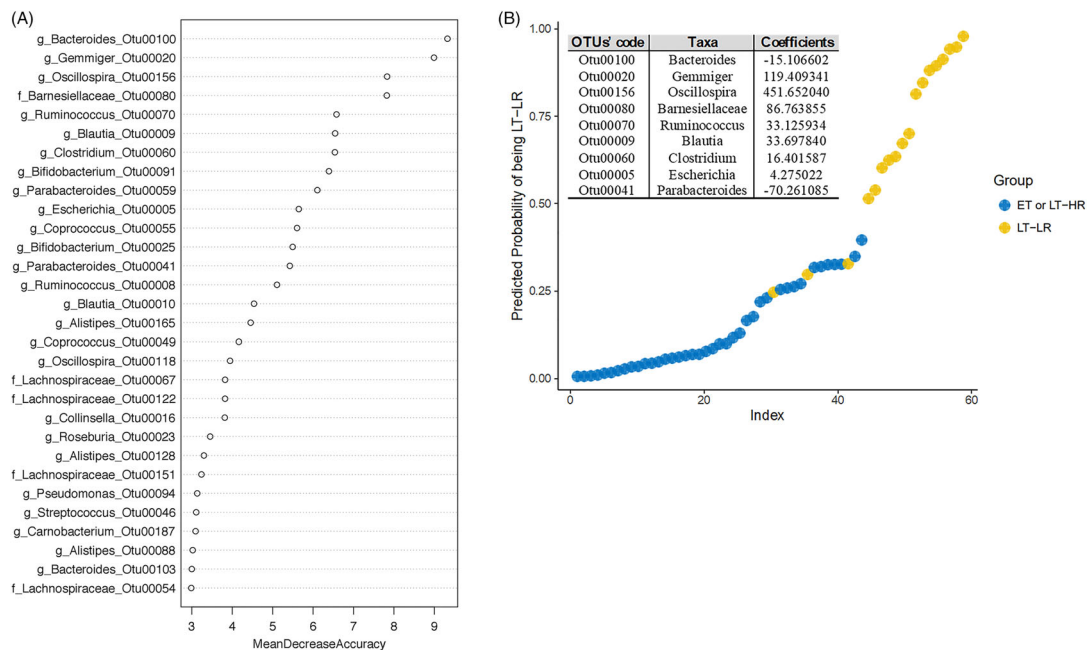 (A)
g_Bacteroides_Otu00100
g_Gemmiger_Otu00020
g_Oscillospira_Otu00156
f_Barnesiellaceae_Otu00080
g_Ruminococcus_Otu00070
g_Blautia_Otu00009
g_Clostridium_Otu00060
g_Bifidobacterium_Otu00091
g_Parabacteroides_Otu00059
g_Escherichia_Otu00005
g_Coprococcus_Otu00055
g_Bifidobacterium_Otu00025
g_Parabacteroides_Otu00041
g_Ruminococcus_Otu00008
g_Blautia_Otu00010
g_Alistipes_Otu00165
g_Coprococcus_Otu00049
g_Oscillospira_Otu00118
f_Lachnospiraceae_Otu00067
f_Lachnospiraceae_Otu00122
g_Collinsella_Otu00016
g_Roseburia_Otu00023
g_Alistipes_Otu00128
f_Lachnospiraceae_Otu00151
g_Pseudomonas_Otu00094
g_Streptococcus_Otu00046
g_Carnobacterium_Otu00187
g_Alistipes_Otu00088
g_Bacteroides_Otu00103
f_Lachnospiraceae_Otu00054
3 4 5 6 7 8 9
MeanDecreaseAccuracy
(B)
OTUs' code Taxa Coefficients
Otu00100 Bacteroides -15.106602
Otu00020 Gemmiger 119.409341
Otu00156 Oscillospira 451.652040
Otu00080 Barnesiellaceae 86.763855
Otu00070 Ruminococcus 33.125934
Otu00009 Blautia 33.697840
Otu00060 Clostridium 16.401587
Otu00005 Escherichia 4.275022
Otu00041 Parabacteroides -70.261085
Predicted Probability of being LT−LR
1.00
0.75
0.50
0.25
0.00
0 20 40 60
Index
Group
ET or LT−HR
LT−LR